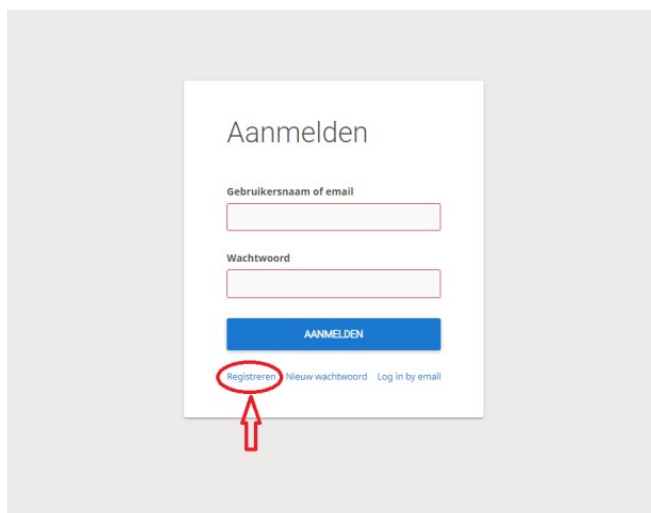 Aanmelden
Gebruikersnaam of email
Wachtwoord
AANMELDEN
Registreren Nieuw wachtwoord Log in by email